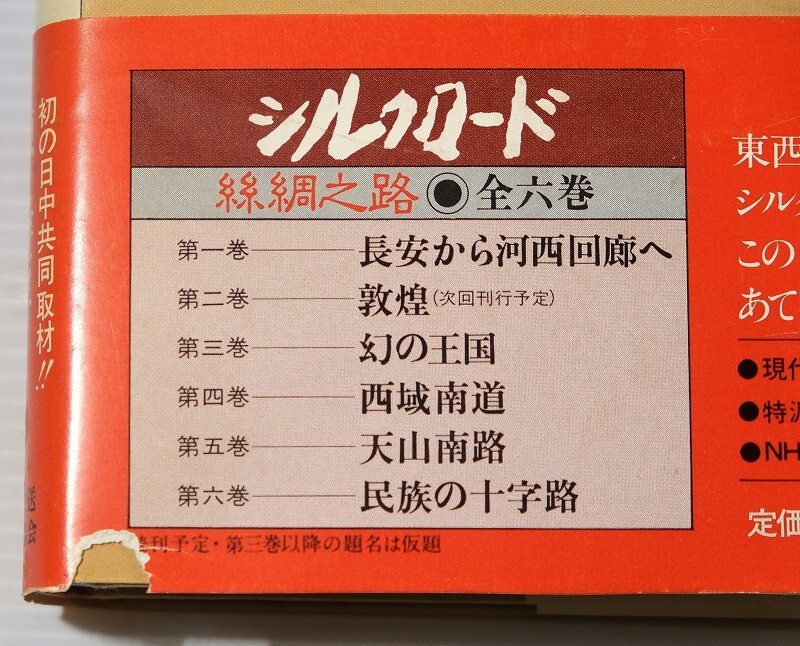 シルクロード
絲綢之路 ◉ 全六巻
第一巻 長安から河西回廊へ
第二巻 敦煌(次回刊行予定)
第三巻 幻の王国
第四巻 西域南道
第五巻 天山南路
第六巻 民族の十字路
刊予定・第三巻以降の題名は仮題
初の日中共同取材!!
送
会
東西
シルク
この
あて
●現代
●特派
●NH
定価